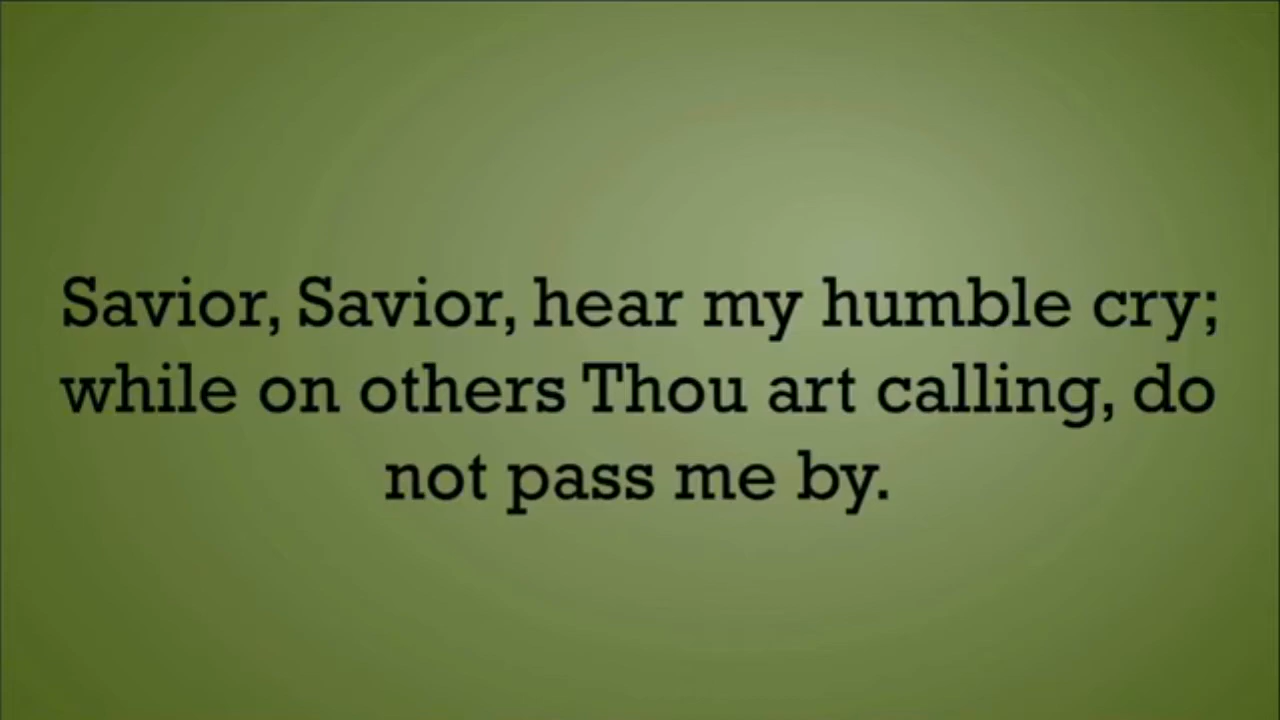 Savior, Savior, hear my humble cry;
while on others Thou art calling, do
not pass me by.